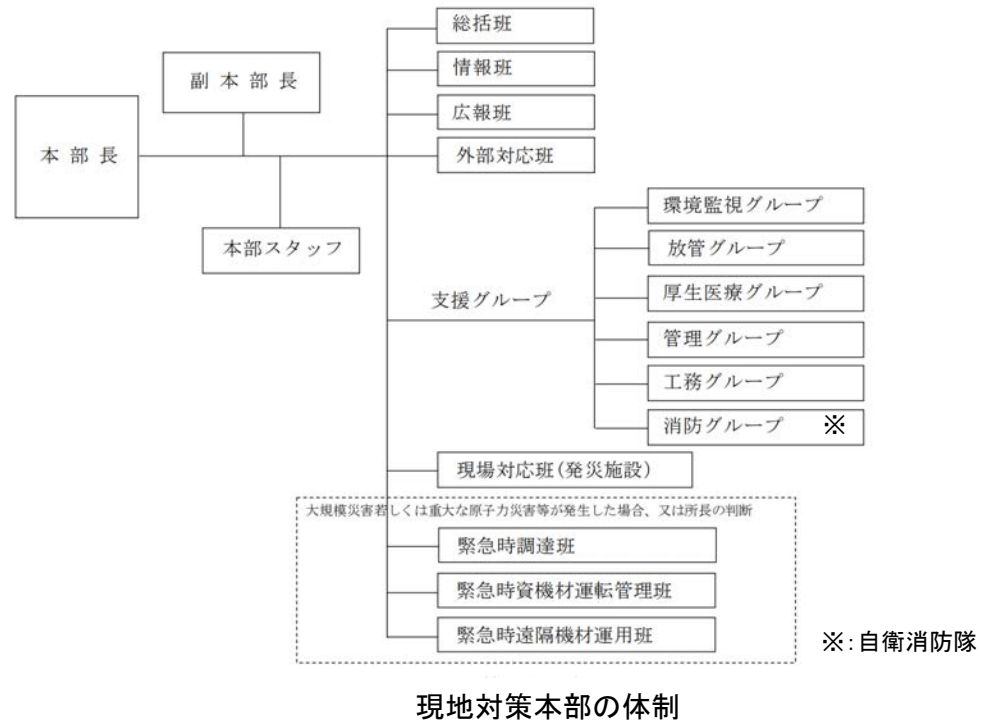 総括班
情報班
副本部長
広報班
本部長
外部対応班
本部スタッフ
環境監視グループ
放管グループ
支援グループ
厚生医療グループ
管理グループ
工務グループ
消防グループ ※
現場対応班(発災施設)
大規模災害若しくは重大な原子力災害等が発生した場合、又は所長の判断
緊急時調達班
緊急時資機材運転管理班
緊急時遠隔機材運用班
※:自衛消防隊
現地対策本部の体制